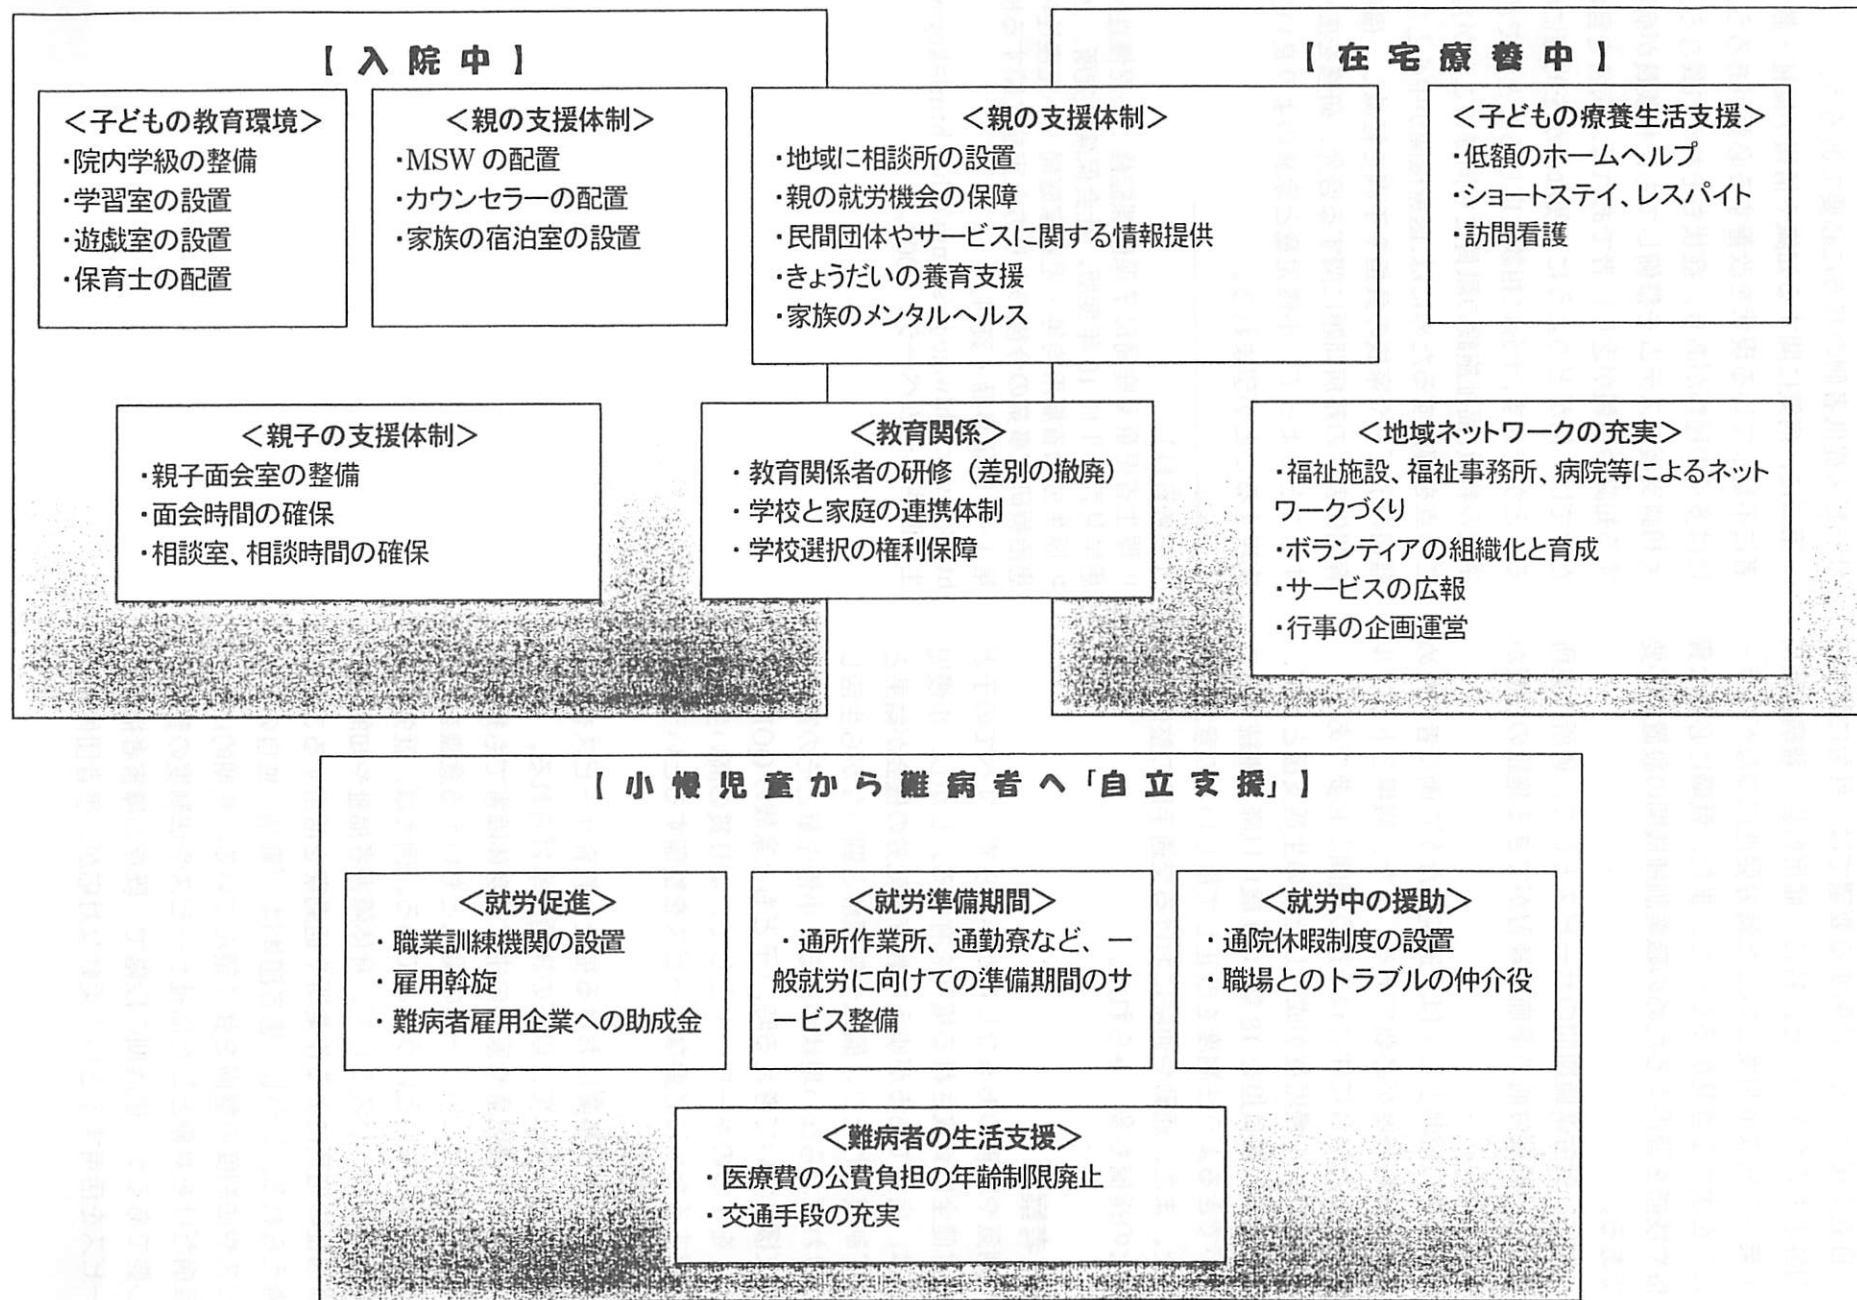 【入院中】
<子どもの教育環境>
・院内学級の整備
・学習室の設置
・遊戯室の設置
・保育士の配置
<親の支援体制>
・MSWの配置
・カウンセラーの配置
・家族の宿泊室の設置
<親子の支援体制>
・親子面会室の整備
・面会時間の確保
・相談室、相談時間の確保
【在宅療養中】
<親の支援体制>
・地域に相談所の設置
・親の就労機会の保障
・民間団体やサービスに関する情報提供
・きょうだいの養育支援
・家族のメンタルヘルス
<子どもの療養生活支援>
・低額のホームヘルプ
・ショートステイ、レスパイト
・訪問看護
<教育関係>
・教育関係者の研修（差別の撤廃）
・学校と家庭の連携体制
・学校選択の権利保障
<地域ネットワークの充実>
・福祉施設、福祉事務所、病院等によるネット
ワークづくり
・ボランティアの組織化と育成
・サービスの広報
・行事の企画運営
【小慢児童から難病者へ「自立支援」】
<就労促進>
・職業訓練機関の設置
・雇用斡旋
・難病者雇用企業への助成金
<就労準備期間>
・通所作業所、通勤寮など、一
般就労に向けての準備期間のサ
ービス整備
<就労中の援助>
・通院休暇制度の設置
・職場とのトラブルの仲介役
<難病者の生活支援>
・医療費の公費負担の年齢制限廃止
・交通手段の充実